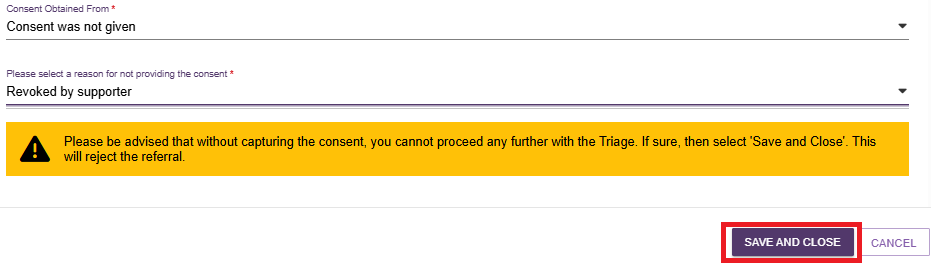 Consent Obtained From *
Consent was not given
Please select a reason for not providing the consent *
Revoked by supporter
Please be advised that without capturing the consent, you cannot proceed any further with the Triage. If sure, then select 'Save and Close'. This
will reject the referral.
SAVE AND CLOSE
CANCEL